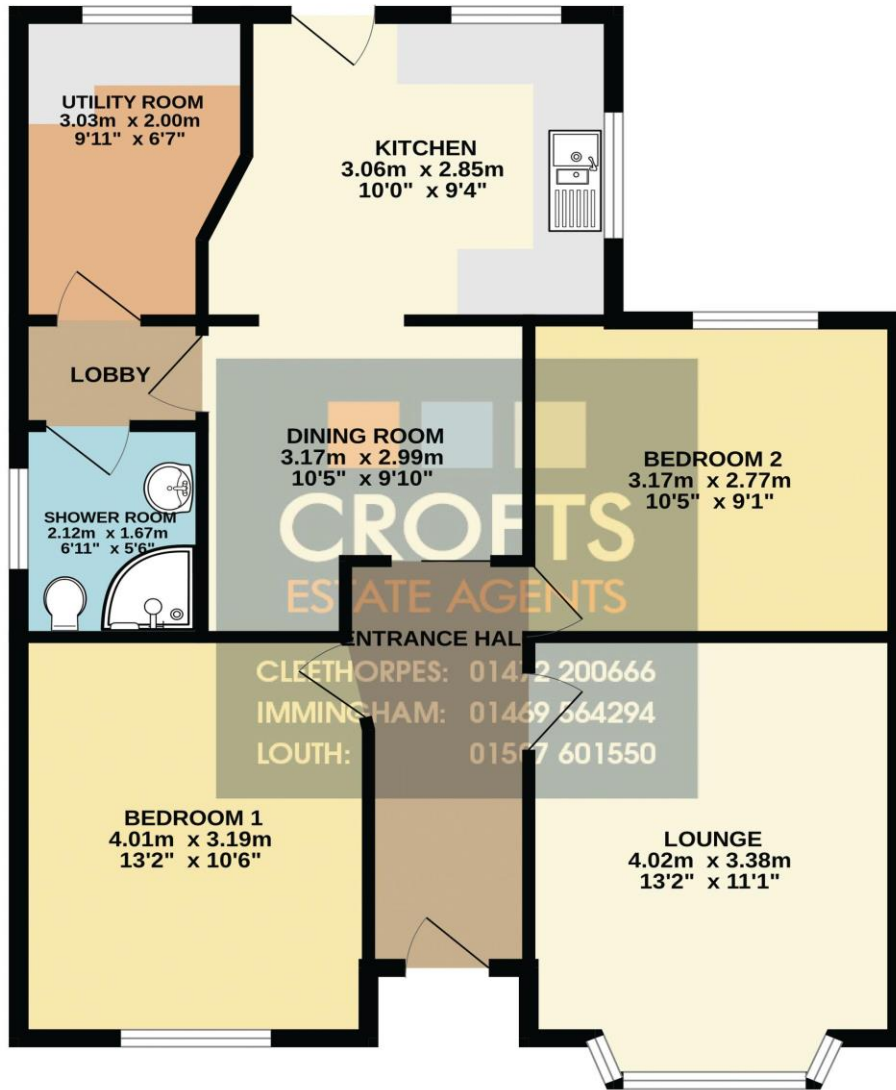 UTILITY ROOM
3.03m x 2.00m
9'11" x 6'7"
KITCHEN
3.06m x 2.85m
10'0" x 9'4"
LOBBY
DINING ROOM
3.17m x 2.99m
10'5" x 9'10"
BEDROOM 2
3.17m x 2.77m
10'5" x 9'1"
SHOWER ROOM
2.12m x 1.67m
6'11" x 5'6"
CROFTS
ESTATE AGENTS
ENTRANCE HALL
CLEETHORPES: 01472 200666
IMMINGHAM: 01469 564294
LOUTH: 01507 601550
BEDROOM 1
4.01m x 3.19m
13'2" x 10'6"
LOUNGE
4.02m x 3.38m
13'2" x 11'1"